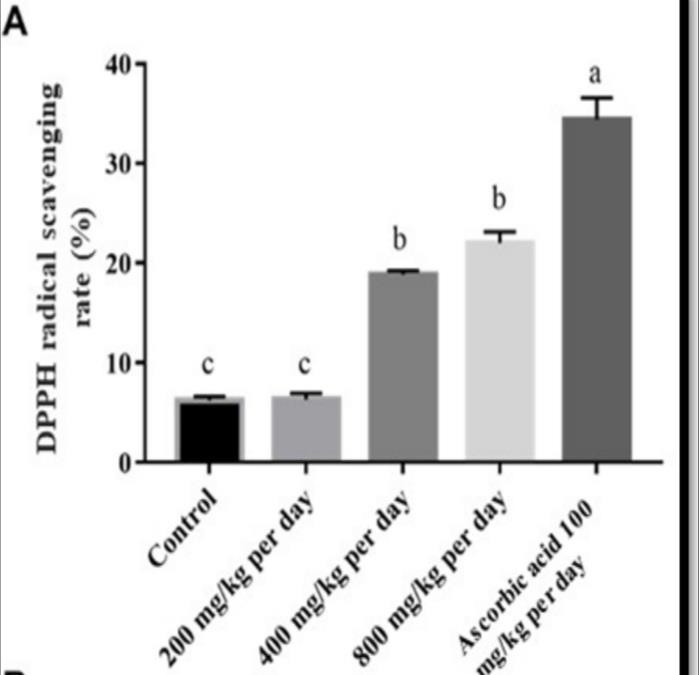 A
DPPH radical scavenging
rate (%)
40
30
20
10
0
c
c
b
b
a
Control
200 mg/kg per day
400 mg/kg per day
800 mg/kg per day
Ascorbic acid 100
mg/kg per day